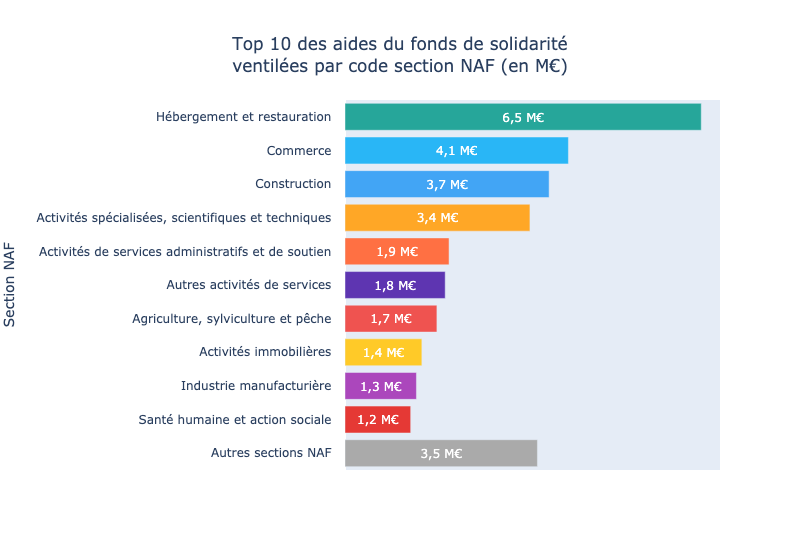 Top 10 des aides du fonds de solidarité
ventilées par code section NAF (en M€)
Section NAF
Hébergement et restauration 6,5 M€
Commerce 4,1 M€
Construction 3,7 M€
Activités spécialisées, scientifiques et techniques 3,4 M€
Activités de services administratifs et de soutien 1,9 M€
Autres activités de services 1,8 M€
Agriculture, sylviculture et pêche 1,7 M€
Activités immobilières 1,4 M€
Industrie manufacturière 1,3 M€
Santé humaine et action sociale 1,2 M€
Autres sections NAF 3,5 M€